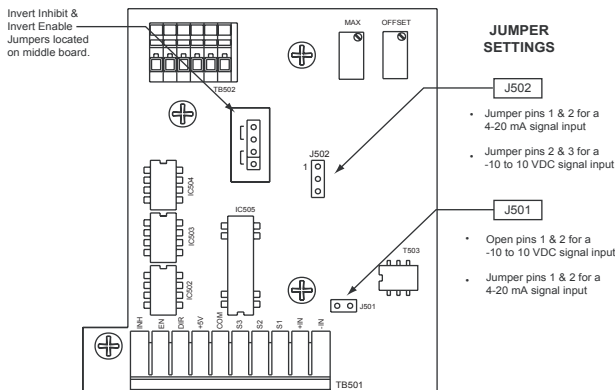 Invert Inhibit &
Invert Enable
Jumpers located
on middle board.
MAX
OFFSET
JUMPER
SETTINGS
TB502
J502
• Jumper pins 1 & 2 for a
4-20 mA signal input
• Jumper pins 2 & 3 for a
-10 to 10 VDC signal input
J502
1
IC504
IC503
IC502
IC505
J501
• Open pins 1 & 2 for a
-10 to 10 VDC signal input
• Jumper pins 1 & 2 for a
4-20 mA signal input
T503
J501
INH
EN
DIR
+5V
COM
S3
S2
S1
+IN
-IN
TB501